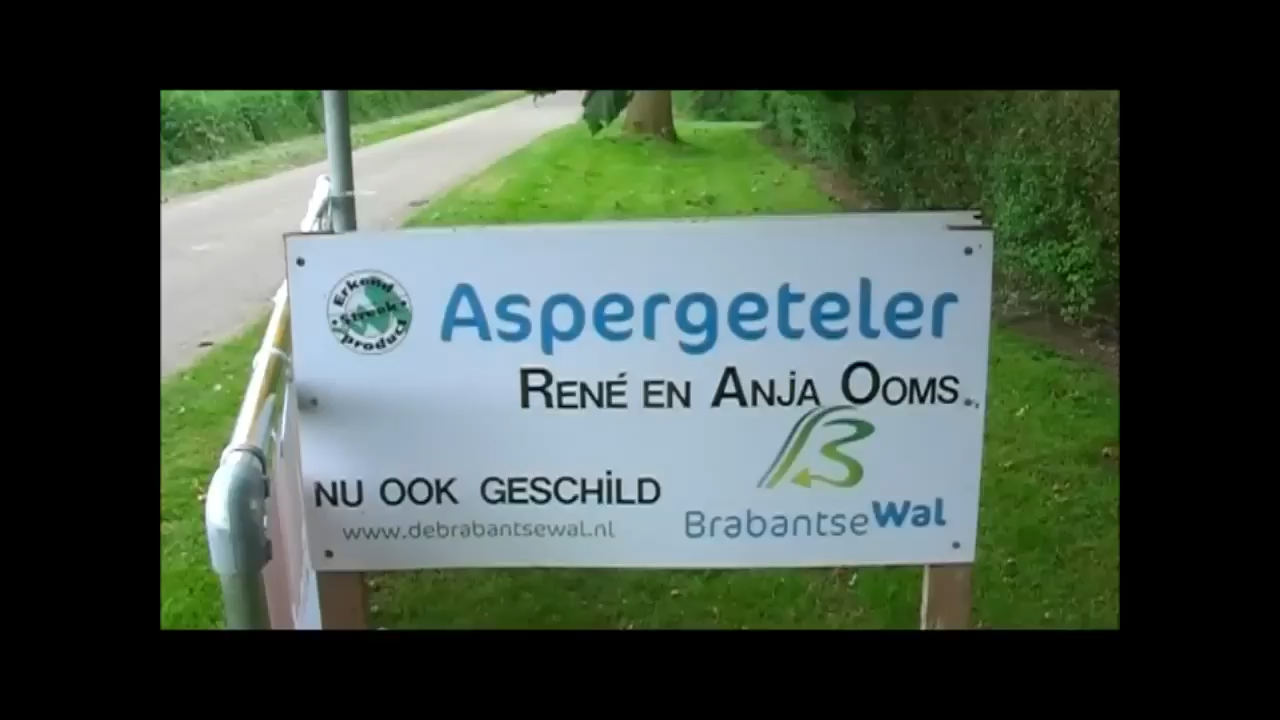 Erkend
Streek
product
Aspergeteler
RENÉ EN ANJA OOMS
NU OOK GESCHILD
www.debrabantsewal.nl
BrabantseWal